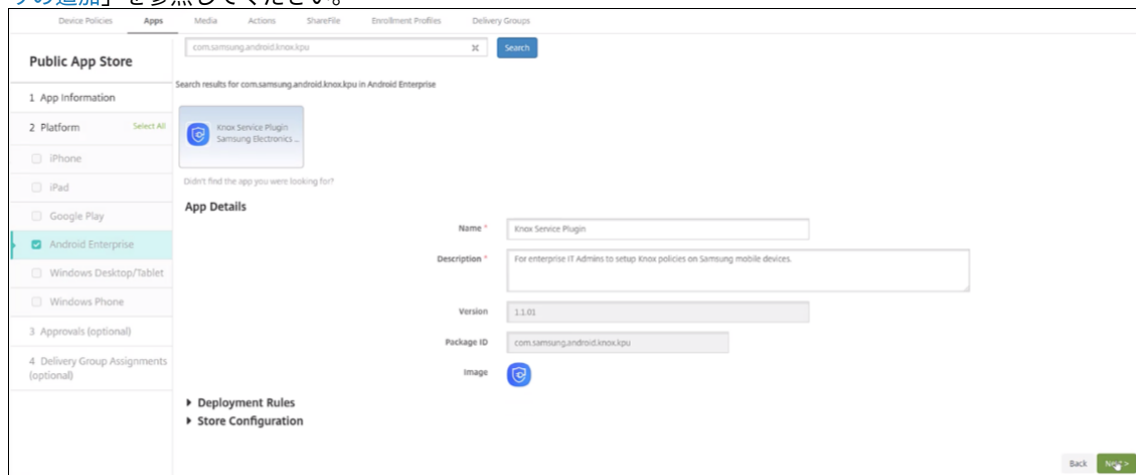 プリの追加」を参照してください。
Device Policies Apps Media Actions ShareFile Enrollment Profiles Delivery Groups
Public App Store
1 App Information
2 Platform Select All
iPhone
iPad
Google Play
Android Enterprise
Windows Desktop/Tablet
Windows Phone
3 Approvals (optional)
4 Delivery Group Assignments
(optional)
com.samsung.android.knox.kpu Search
Search results for com.samsung.android.knox.kpu in Android Enterprise
Knox Service Plugin
Samsung Electronics ...
Didn't find the app you were looking for?
App Details
Name * Knox Service Plugin
Description * For enterprise IT Admins to setup Knox policies on Samsung mobile devices.
Version 1.1.01
Package ID com.samsung.android.knox.kpu
Image
Deployment Rules
Store Configuration
Back Next >